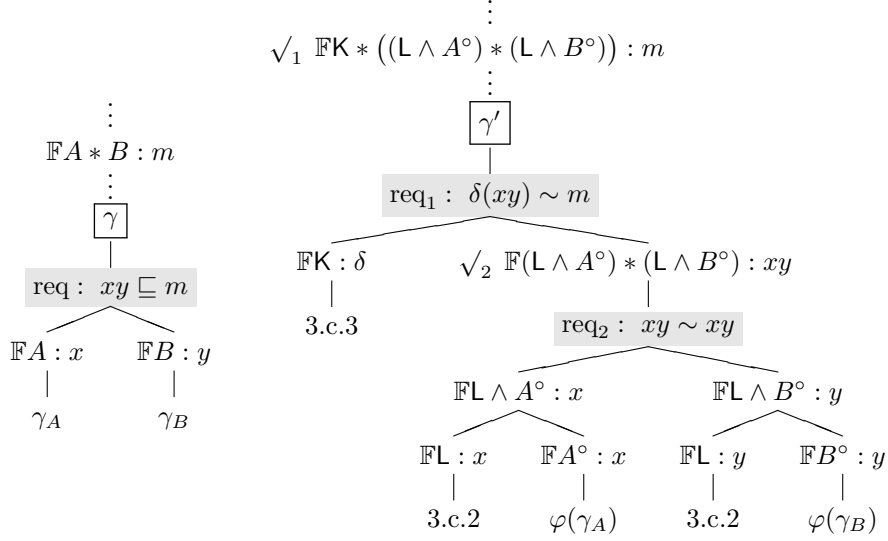 ⋮
√₁ 𝔽K ∗ ((L ∧ A°) ∗ (L ∧ B°)) : m
⋮
γ′
req₁ : δ(xy) ∼ m
𝔽K : δ √₂ 𝔽(L ∧ A°) ∗ (L ∧ B°) : xy
3.c.3
req₂ : xy ∼ xy
𝔽L ∧ A° : x 𝔽L ∧ B° : y
𝔽L : x 𝔽A° : x 𝔽L : y 𝔽B° : y
3.c.2 φ(γ_A) 3.c.2 φ(γ_B)
⋮
𝔽A ∗ B : m
⋮
γ
req : xy ⊑ m
𝔽A : x 𝔽B : y
γ_A γ_B